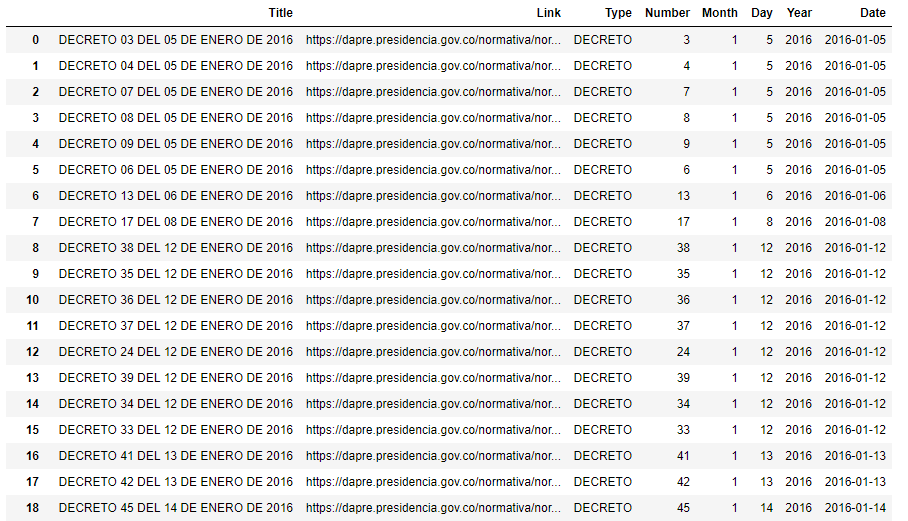 Title Link Type Number Month Day Year Date
0 DECRETO 03 DEL 05 DE ENERO DE 2016 https://dapre.presidencia.gov.co/normativa/nor... DECRETO 3 1 5 2016 2016-01-05
1 DECRETO 04 DEL 05 DE ENERO DE 2016 https://dapre.presidencia.gov.co/normativa/nor... DECRETO 4 1 5 2016 2016-01-05
2 DECRETO 07 DEL 05 DE ENERO DE 2016 https://dapre.presidencia.gov.co/normativa/nor... DECRETO 7 1 5 2016 2016-01-05
3 DECRETO 08 DEL 05 DE ENERO DE 2016 https://dapre.presidencia.gov.co/normativa/nor... DECRETO 8 1 5 2016 2016-01-05
4 DECRETO 09 DEL 05 DE ENERO DE 2016 https://dapre.presidencia.gov.co/normativa/nor... DECRETO 9 1 5 2016 2016-01-05
5 DECRETO 06 DEL 05 DE ENERO DE 2016 https://dapre.presidencia.gov.co/normativa/nor... DECRETO 6 1 5 2016 2016-01-05
6 DECRETO 13 DEL 06 DE ENERO DE 2016 https://dapre.presidencia.gov.co/normativa/nor... DECRETO 13 1 6 2016 2016-01-06
7 DECRETO 17 DEL 08 DE ENERO DE 2016 https://dapre.presidencia.gov.co/normativa/nor... DECRETO 17 1 8 2016 2016-01-08
8 DECRETO 38 DEL 12 DE ENERO DE 2016 https://dapre.presidencia.gov.co/normativa/nor... DECRETO 38 1 12 2016 2016-01-12
9 DECRETO 35 DEL 12 DE ENERO DE 2016 https://dapre.presidencia.gov.co/normativa/nor... DECRETO 35 1 12 2016 2016-01-12
10 DECRETO 36 DEL 12 DE ENERO DE 2016 https://dapre.presidencia.gov.co/normativa/nor... DECRETO 36 1 12 2016 2016-01-12
11 DECRETO 37 DEL 12 DE ENERO DE 2016 https://dapre.presidencia.gov.co/normativa/nor... DECRETO 37 1 12 2016 2016-01-12
12 DECRETO 24 DEL 12 DE ENERO DE 2016 https://dapre.presidencia.gov.co/normativa/nor... DECRETO 24 1 12 2016 2016-01-12
13 DECRETO 39 DEL 12 DE ENERO DE 2016 https://dapre.presidencia.gov.co/normativa/nor... DECRETO 39 1 12 2016 2016-01-12
14 DECRETO 34 DEL 12 DE ENERO DE 2016 https://dapre.presidencia.gov.co/normativa/nor... DECRETO 34 1 12 2016 2016-01-12
15 DECRETO 33 DEL 12 DE ENERO DE 2016 https://dapre.presidencia.gov.co/normativa/nor... DECRETO 33 1 12 2016 2016-01-12
16 DECRETO 41 DEL 13 DE ENERO DE 2016 https://dapre.presidencia.gov.co/normativa/nor... DECRETO 41 1 13 2016 2016-01-13
17 DECRETO 42 DEL 13 DE ENERO DE 2016 https://dapre.presidencia.gov.co/normativa/nor... DECRETO 42 1 13 2016 2016-01-13
18 DECRETO 45 DEL 14 DE ENERO DE 2016 https://dapre.presidencia.gov.co/normativa/nor... DECRETO 45 1 14 2016 2016-01-14